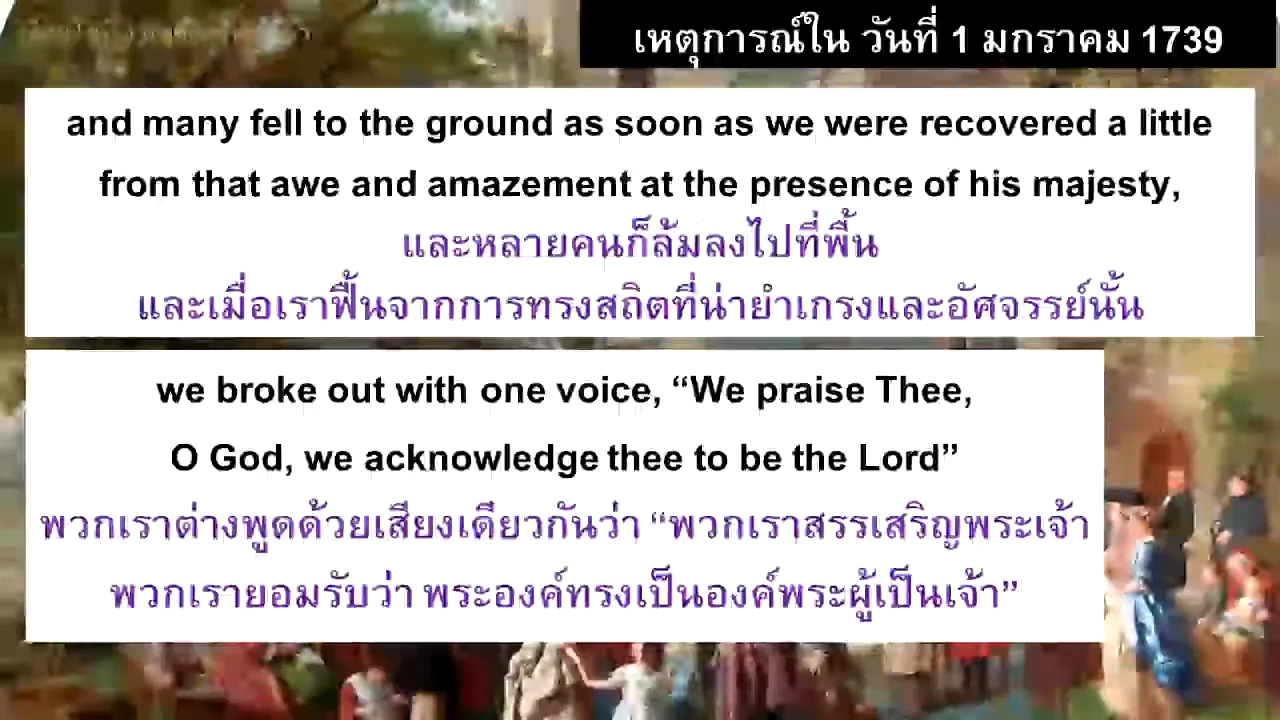 เหตุการณ์ใน วันที่ 1 มกราคม 1739
and many fell to the ground as soon as we were recovered a little
from that awe and amazement at the presence of his majesty,
และหลายคนก็ล้มลงไปที่พื้น
และเมื่อเราฟื้นจากการทรงสถิตที่น่ายำเกรงและอัศจรรย์นั้น
we broke out with one voice, “We praise Thee,
O God, we acknowledge thee to be the Lord”
พวกเราต่างพูดด้วยเสียงเดียวกันว่า “พวกเราสรรเสริญพระเจ้า
พวกเรายอมรับว่า พระองค์ทรงเป็นองค์พระผู้เป็นเจ้า”